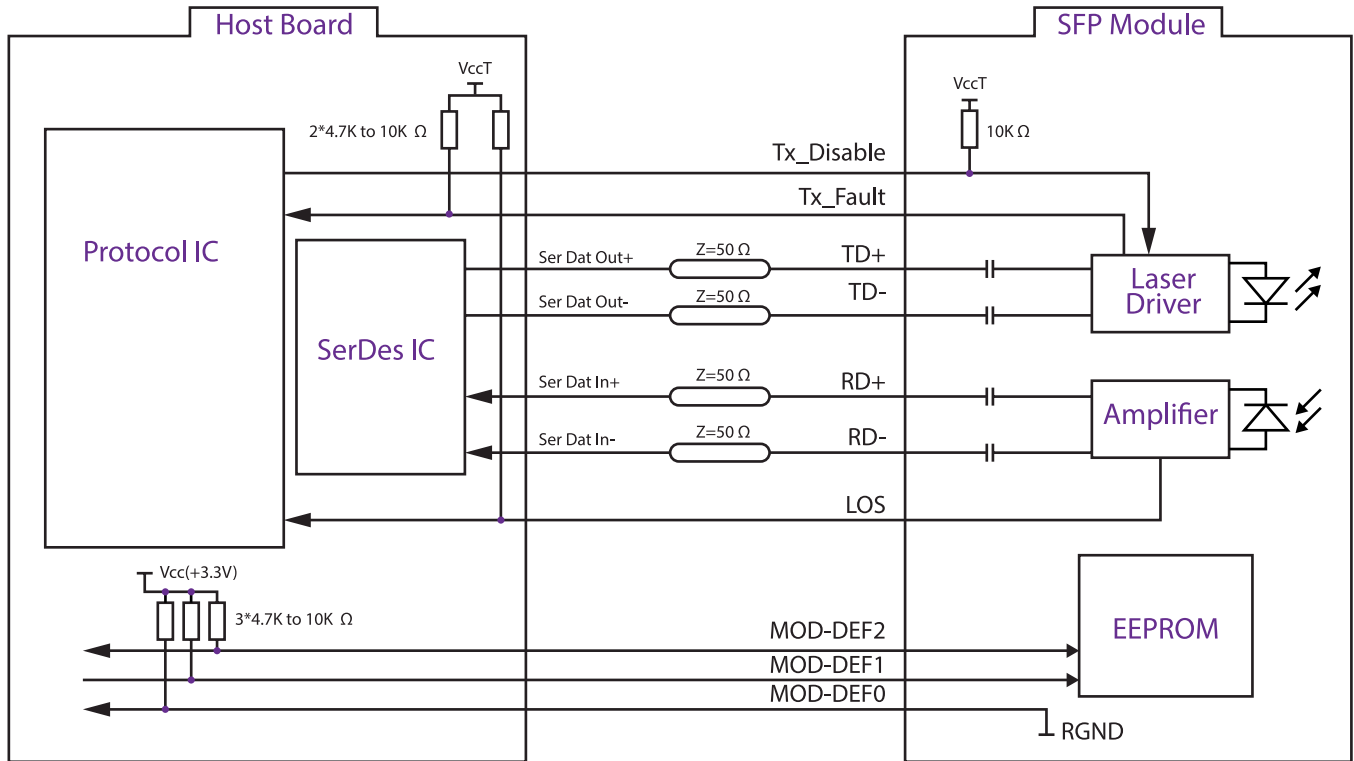 Host Board
SFP Module
VccT
VccT
2*4.7K to 10K Ω
10K Ω
Tx_Disable
Tx_Fault
Protocol IC
Ser Dat Out+
Z=50 Ω
TD+
Laser
Driver
Ser Dat Out-
Z=50 Ω
TD-
SerDes IC
Ser Dat In+
Z=50 Ω
RD+
Amplifier
Ser Dat In-
Z=50 Ω
RD-
LOS
Vcc(+3.3V)
3*4.7K to 10K Ω
MOD-DEF2
EEPROM
MOD-DEF1
MOD-DEF0
RGND